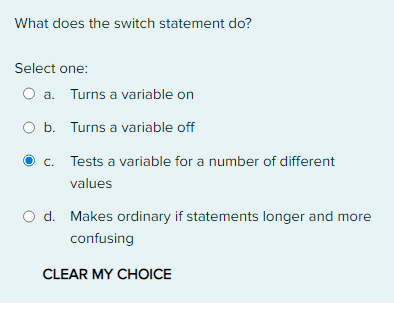 What does the switch statement do?
Select one:
a. Turns a variable on
b. Turns a variable off
c. Tests a variable for a number of different
values
d. Makes ordinary if statements longer and more
confusing
CLEAR MY CHOICE